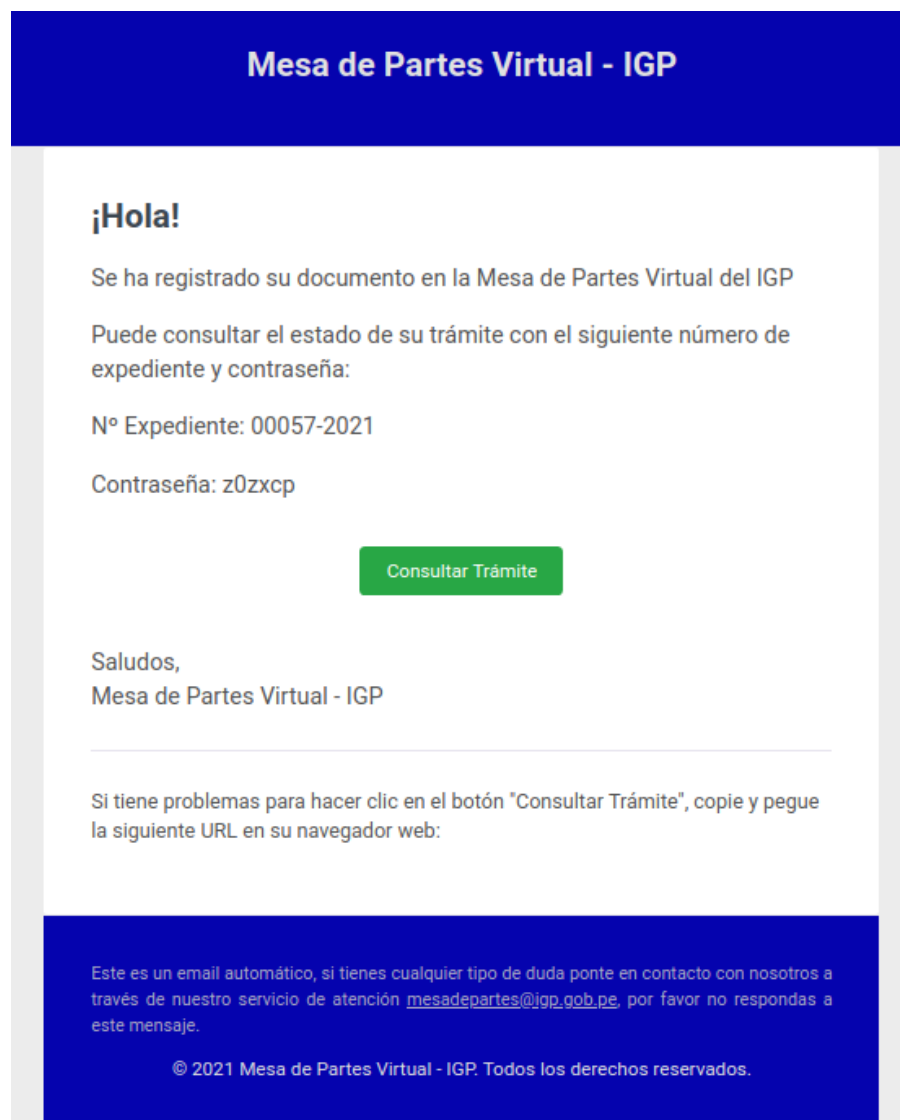 Mesa de Partes Virtual - IGP
¡Hola!
Se ha registrado su documento en la Mesa de Partes Virtual del IGP
Puede consultar el estado de su trámite con el siguiente número de
expediente y contraseña:
Nº Expediente: 00057-2021
Contraseña: z0zxcp
Consultar Trámite
Saludos,
Mesa de Partes Virtual - IGP
Si tiene problemas para hacer clic en el botón "Consultar Trámite", copie y pegue
la siguiente URL en su navegador web:
Este es un email automático, si tienes cualquier tipo de duda ponte en contacto con nosotros a
través de nuestro servicio de atención mesadepartes@igp.gob.pe, por favor no respondas a
este mensaje.
© 2021 Mesa de Partes Virtual - IGP. Todos los derechos reservados.